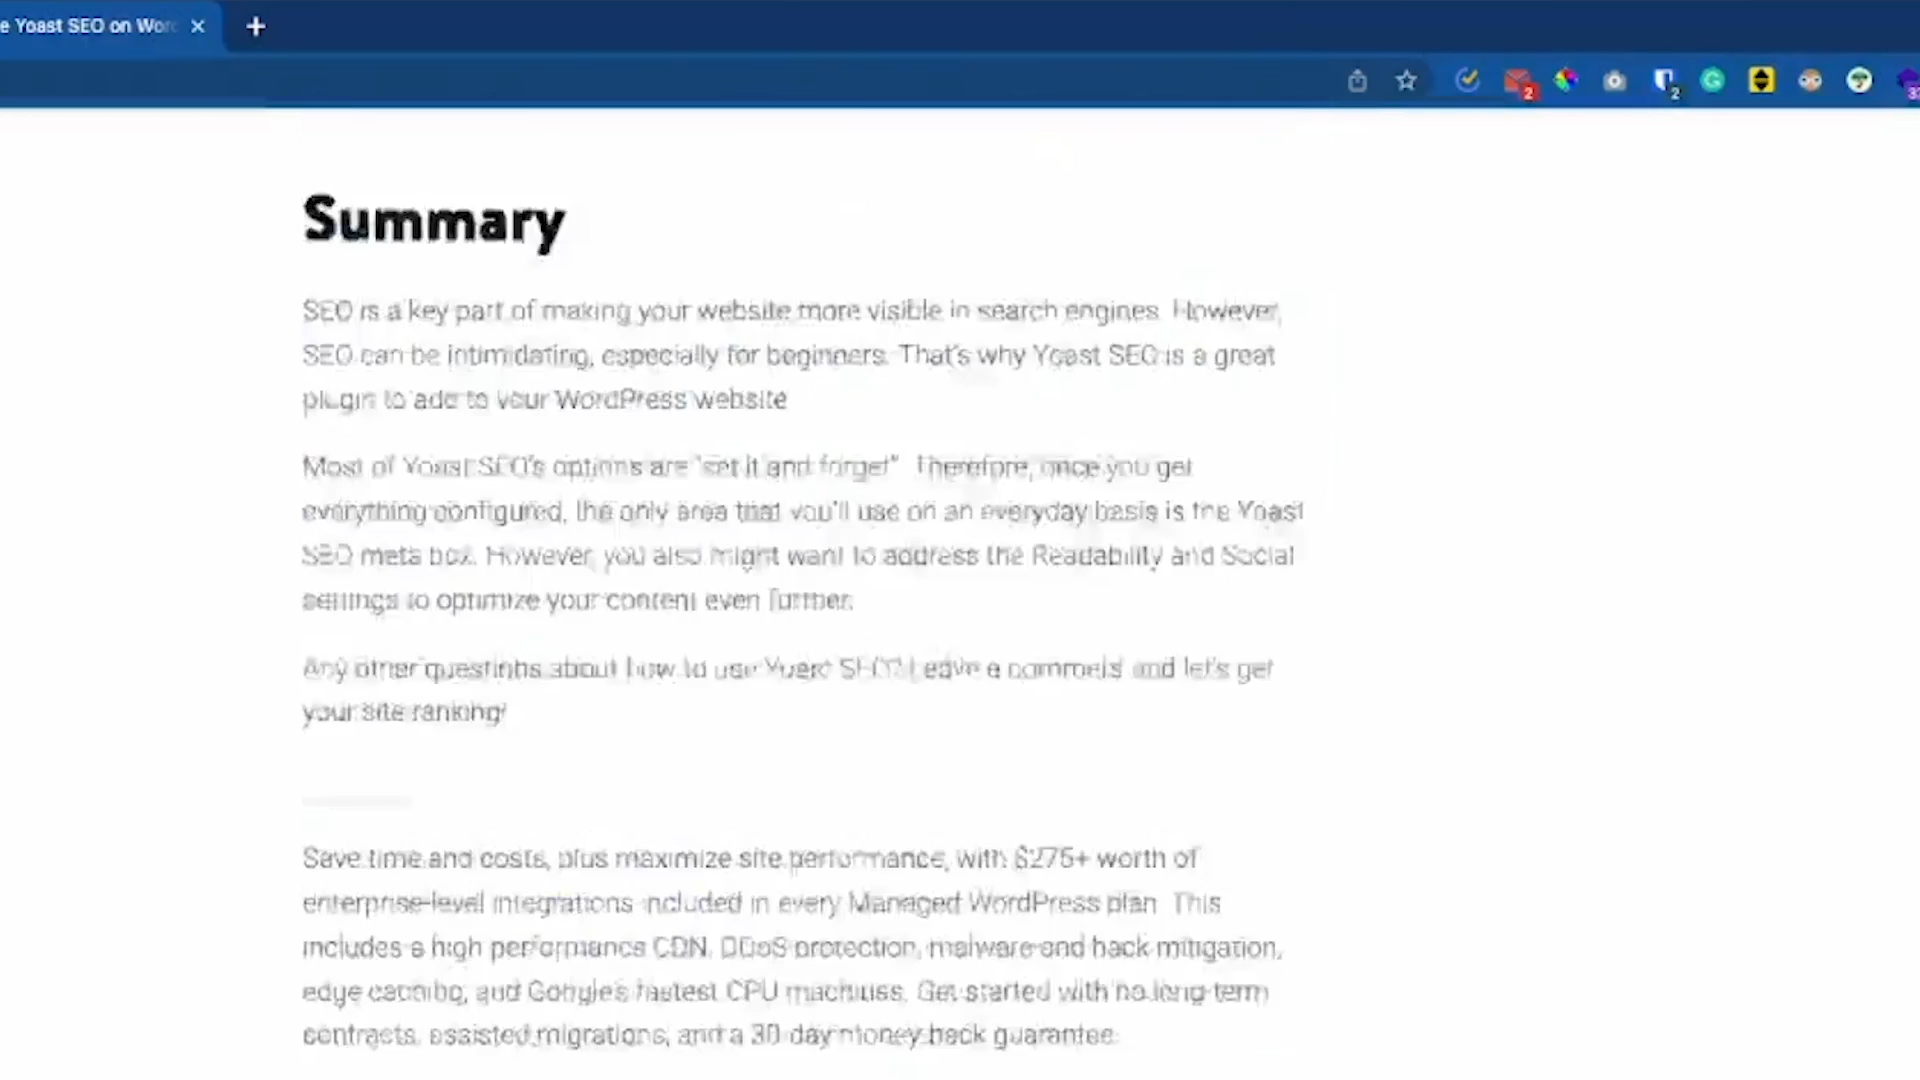 e Yoast SEO on Word
Summary
SEO is a key part of making your website more visible in search engines. However,
SEO can be intimidating, especially for beginners. That's why Yoast SEO is a great
plugin to add to your WordPress website.
Most of Yoast SEO's options are "set it and forget". Therefore, once you get
everything configured, the only area that you'll use on an everyday basis is the Yoast
SEO meta box. However, you also might want to address the Readability and Social
settings to optimize your content even further.
Any other questions about how to use Yoast SEO? Leave a comment and let's get
your site ranking!
Save time and costs, plus maximize site performance, with $275+ worth of
enterprise-level integrations included in every Managed WordPress plan. This
includes a high performance CDN, DDoS protection, malware and hack mitigation,
edge caching, and Google's fastest CPU machines. Get started with no long-term
contracts, assisted migrations, and a 30-day money-back guarantee.
2
2